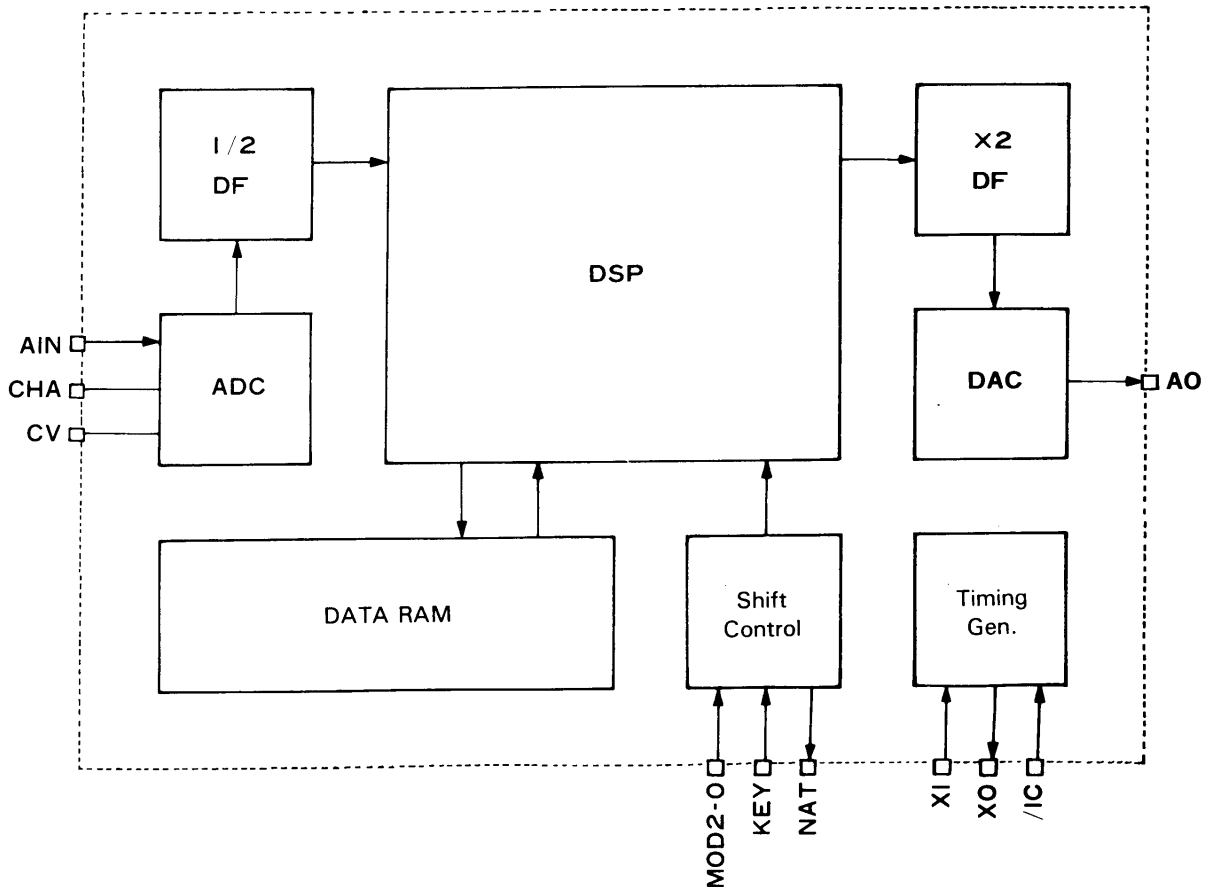 1/2
DF
DSP
×2
DF
AIN
CHA
CV
ADC
DAC
AO
DATA RAM
Shift
Control
Timing
Gen.
MOD2-0
KEY
NAT
XI
XO
/IC